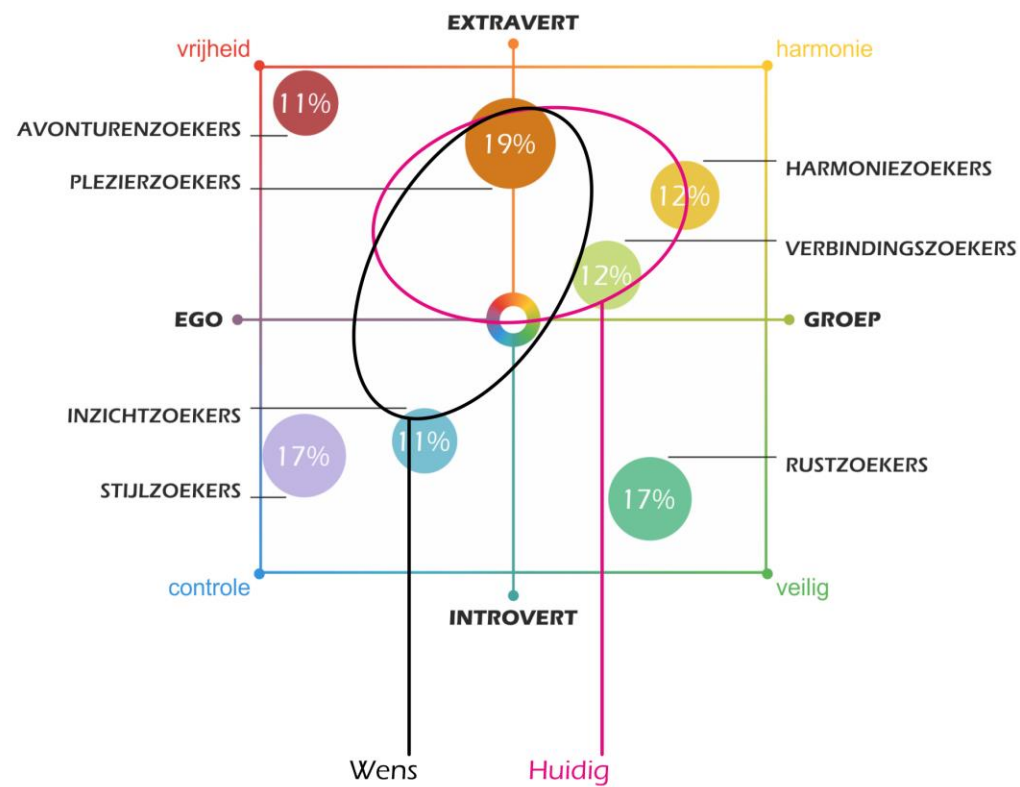 EXTRAVERT
vrijheid
harmonie
11%
AVONTURENZOEKERS
19%
HARMONIEZOEKERS
PLEZIERZOEKERS
12%
VERBINDINGSZOEKERS
12%
EGO
GROEP
INZICHTZOEKERS
11%
17%
RUSTZOEKERS
STIJLZOEKERS
17%
controle
veilig
INTROVERT
Wens
Huidig